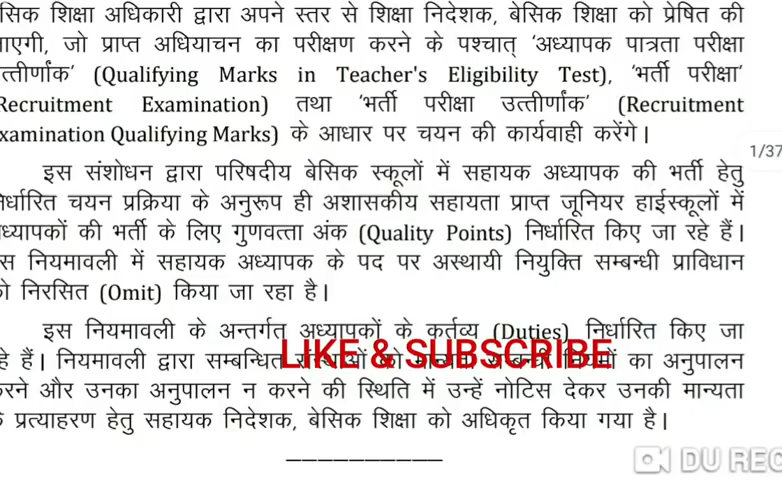 सिक शिक्षा अधिकारी द्वारा अपने स्तर से शिक्षा निदेशक, बेसिक शिक्षा को प्रेषित की
ाएगी, जो प्राप्त अधियाचन का परीक्षण करने के पश्चात् 'अध्यापक पात्रता परीक्षा
त्तीर्णांक' (Qualifying Marks in Teacher's Eligibility Test), 'भर्ती परीक्षा'
Recruitment Examination) तथा 'भर्ती परीक्षा उत्तीर्णांक' (Recruitment
xamination Qualifying Marks) के आधार पर चयन की कार्यवाही करेंगे।
1/37
इस संशोधन द्वारा परिषदीय बेसिक स्कूलों में सहायक अध्यापक की भर्ती हेतु
र्धारित चयन प्रक्रिया के अनुरूप ही अशासकीय सहायता प्राप्त जूनियर हाईस्कूलों में
ध्यापकों की भर्ती के लिए गुणवत्ता अंक (Quality Points) निर्धारित किए जा रहे हैं।
स नियमावली में सहायक अध्यापक के पद पर अस्थायी नियुक्ति सम्बन्धी प्राविधान
ो निरसित (Omit) किया जा रहा है।
इस नियमावली के अन्तर्गत अध्यापकों के कर्तव्य (Duties) निर्धारित किए जा
हे हैं। नियमावली द्वारा सम्बन्धित का अनुपालन
LIKE & SUBSCRIBE
रने और उनका अनुपालन न करने की स्थिति में उन्हें नोटिस देकर उनकी मान्यता
े प्रत्याहरण हेतु सहायक निदेशक, बेसिक शिक्षा को अधिकृत किया गया है।
DU REC